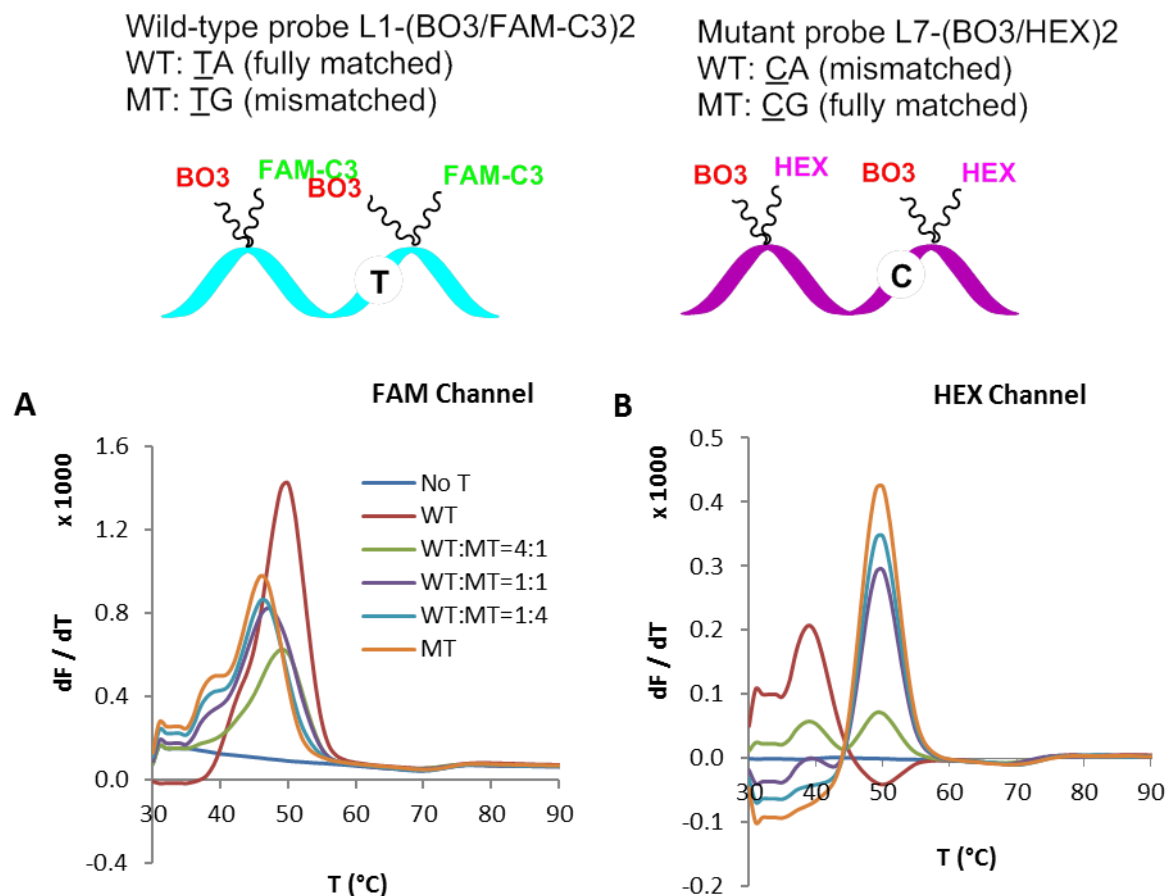 Wild-type probe L1-(BO3/FAM-C3)2
WT: TA (fully matched)
MT: TG (mismatched)
Mutant probe L7-(BO3/HEX)2
WT: CA (mismatched)
MT: CG (fully matched)
BO3
FAM-C3
BO3
FAM-C3
T
BO3
HEX
BO3
HEX
C
A
FAM Channel
x 1000
dF / dT
1.6
1.2
0.8
0.4
0.0
-0.4
30 40 50 60 70 80 90
T (°C)
No T
WT
WT:MT=4:1
WT:MT=1:1
WT:MT=1:4
MT
B
HEX Channel
x 1000
dF / dT
0.5
0.4
0.3
0.2
0.1
0.0
-0.1
-0.2
30 40 50 60 70 80 90
T (°C)